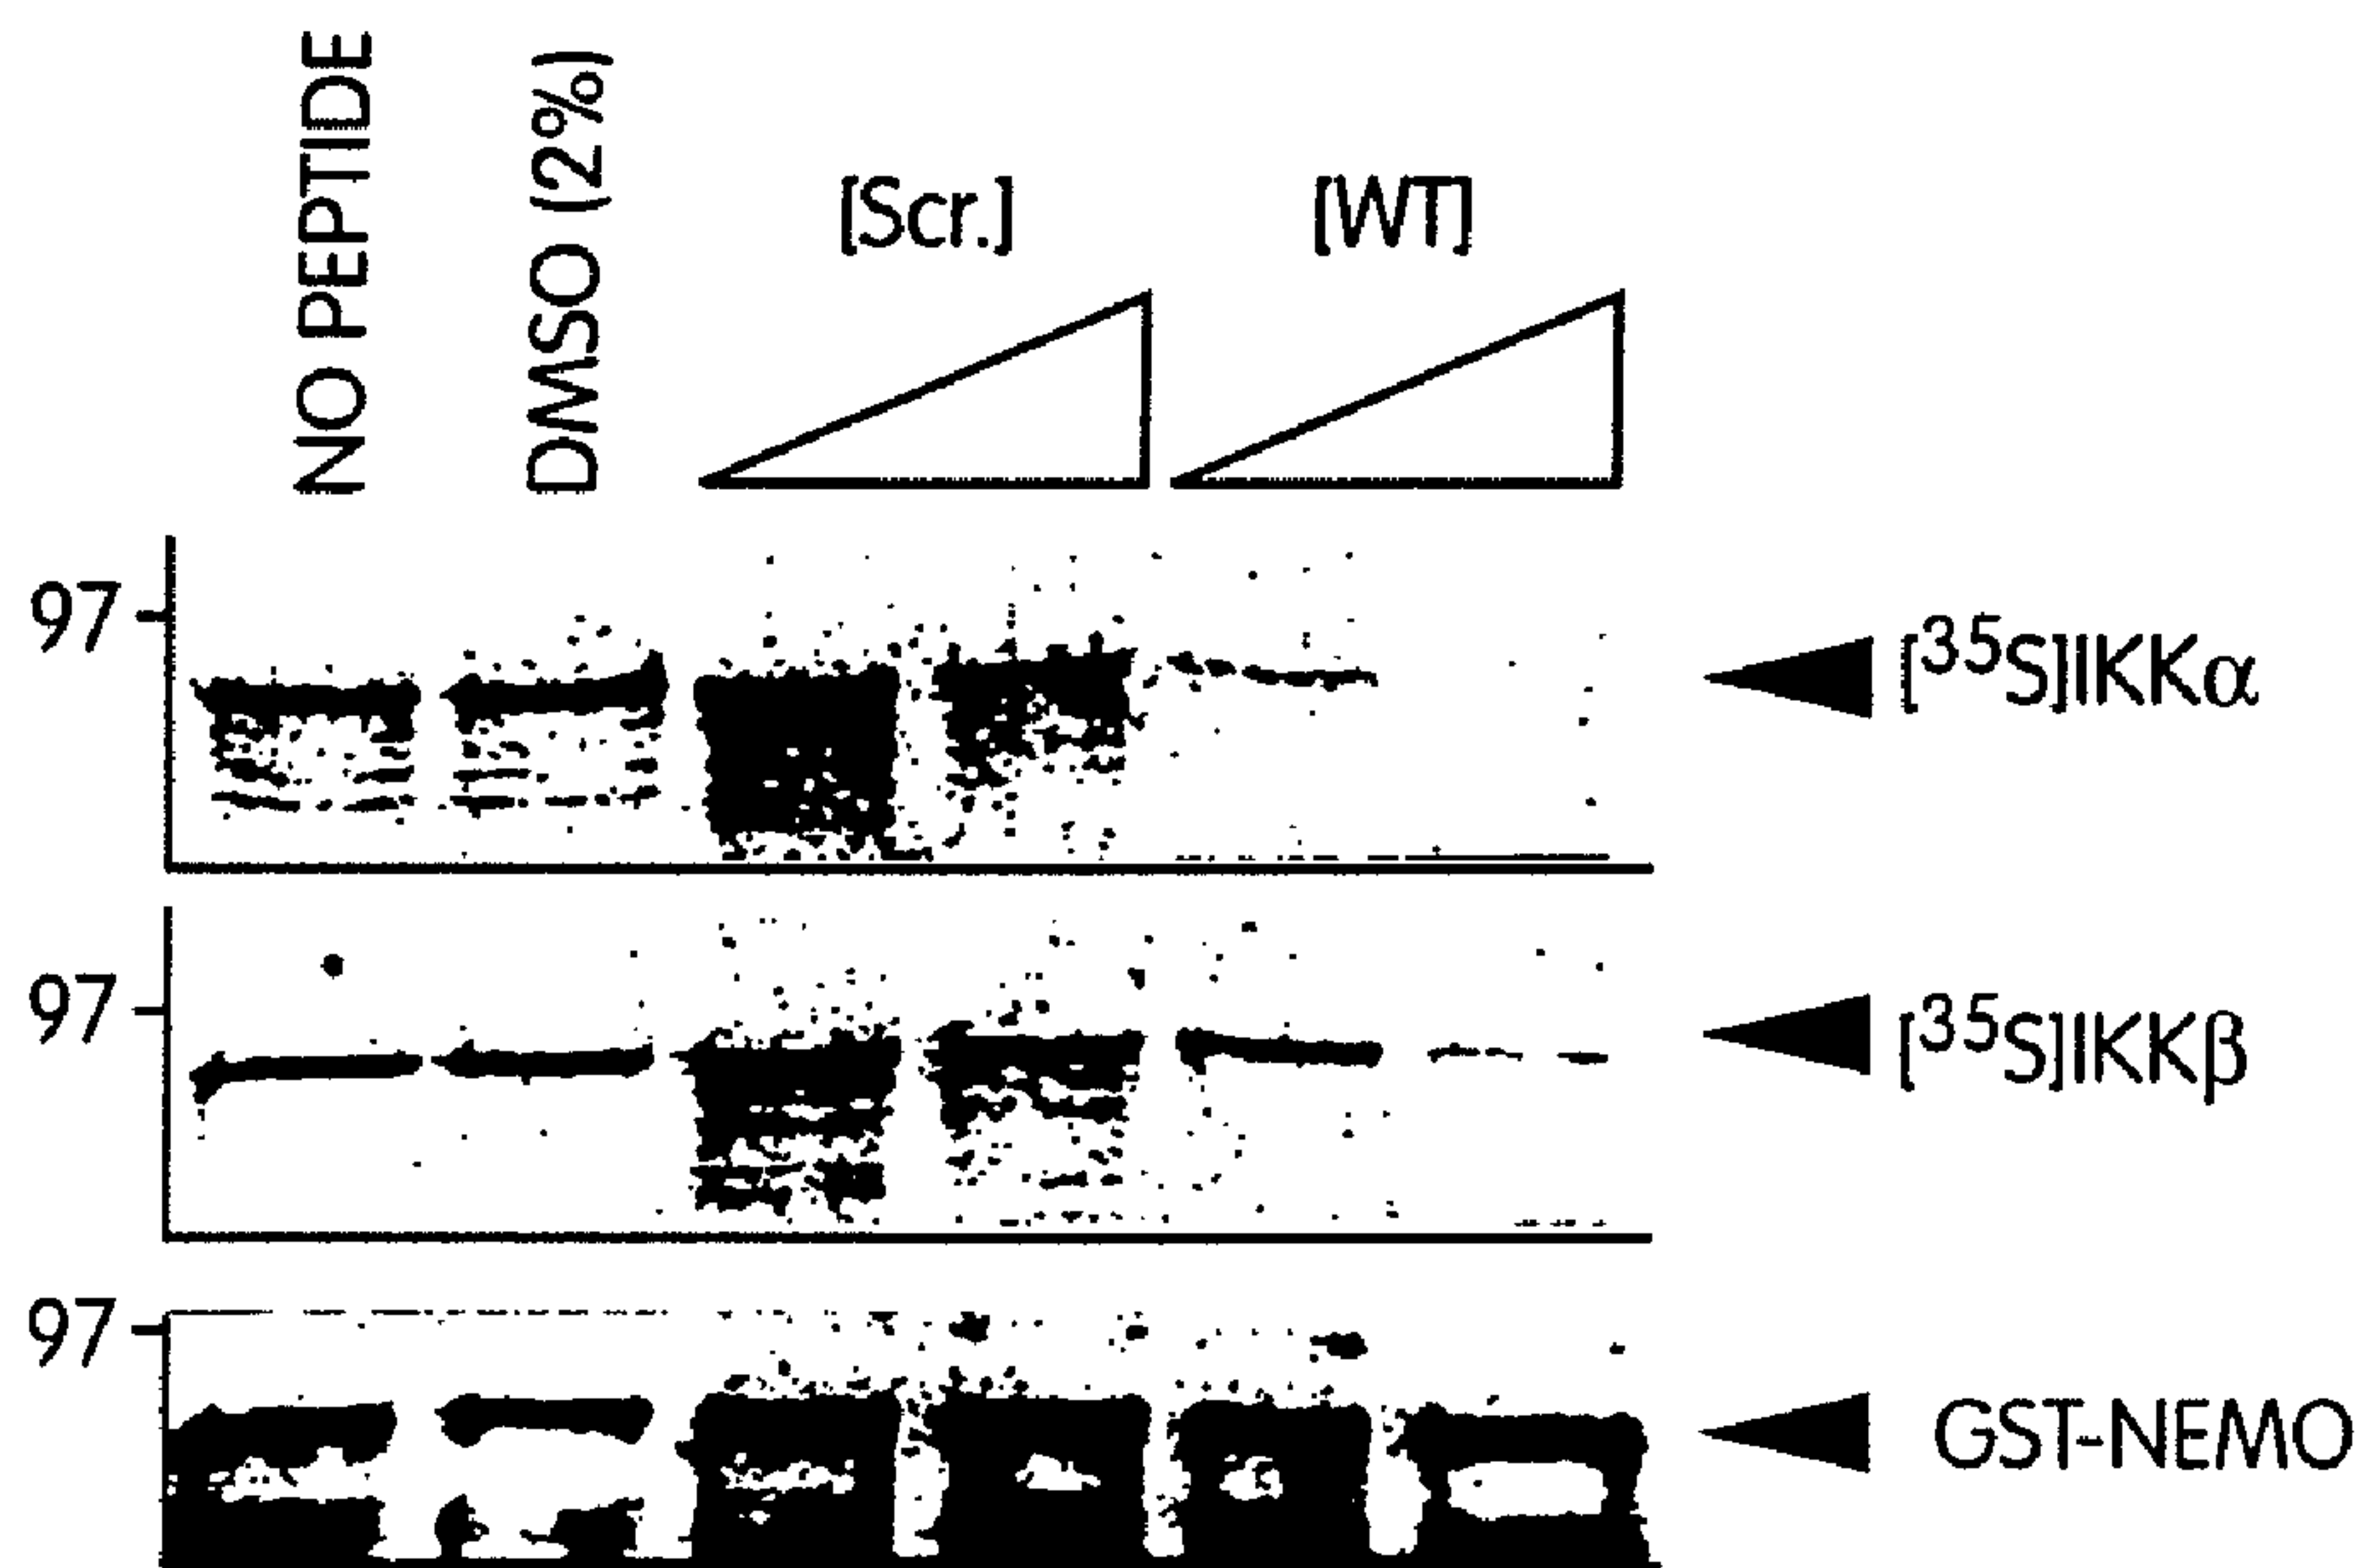 NO PEPTIDE
DMSO (2%)
[Scr.]
[WT]
97
[³⁵S]IKKα
97
[³⁵S]IKKβ
97
GST-NEMO